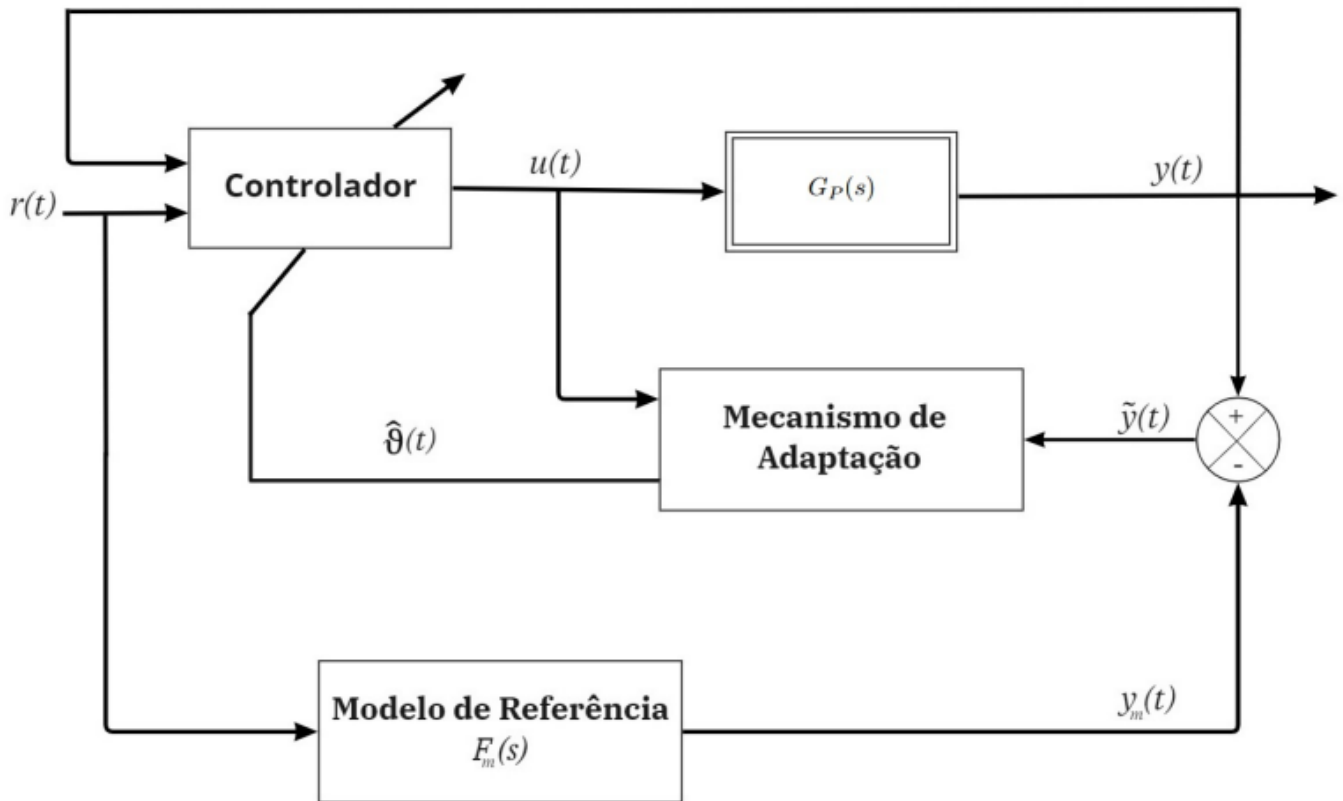 Controlador
u(t)
G_P(s)
y(t)
r(t)
Mecanismo de
Adaptação
ỹ(t)
+
-
ϑ̂(t)
Modelo de Referência
F_m(s)
y_m(t)